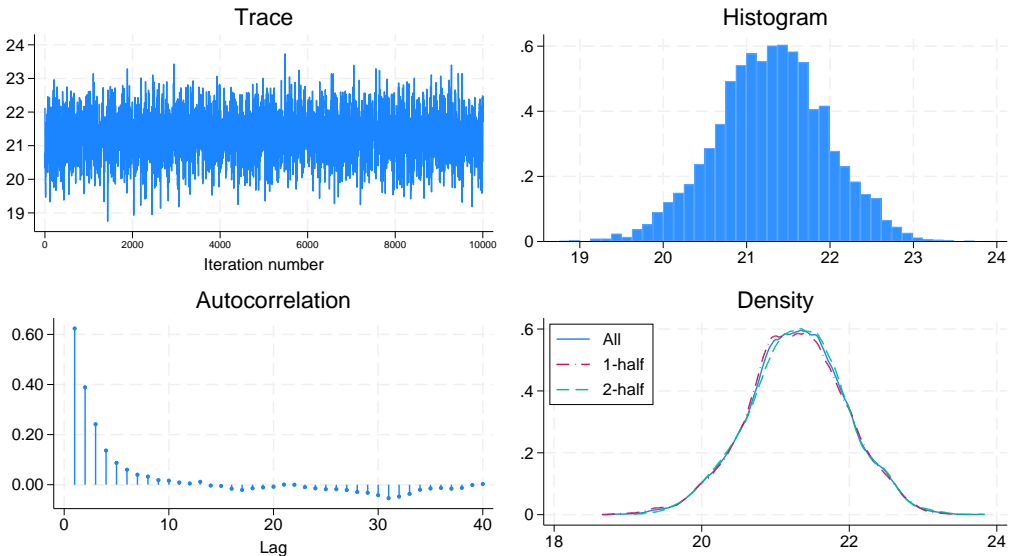 Trace
24
23
22
21
20
19
0 2000 4000 6000 8000 10000
Iteration number
Histogram
.6
.4
.2
0
19 20 21 22 23 24
Autocorrelation
0.60
0.40
0.20
0.00
0 10 20 30 40
Lag
Density
.6
.4
.2
0
All
1-half
2-half
18 20 22 24